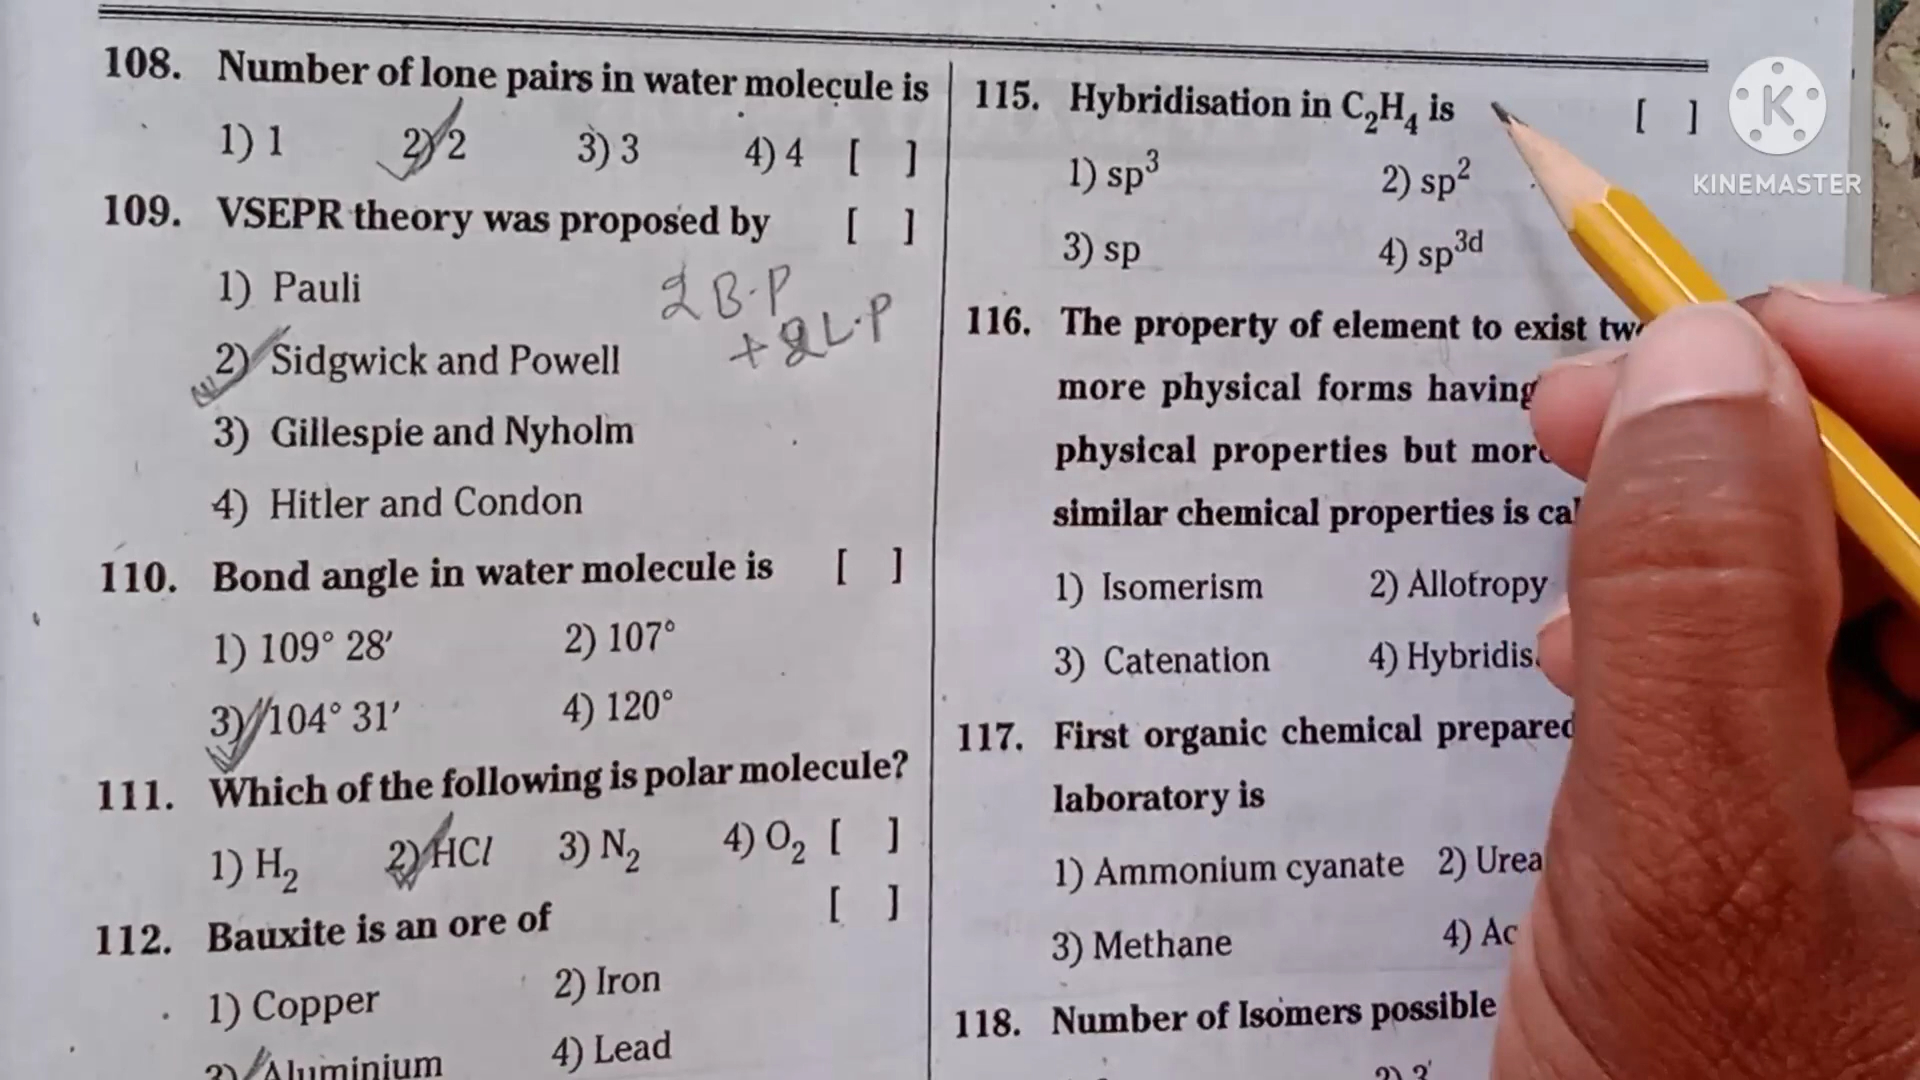 108. Number of lone pairs in water molecule is
1) 1 2) 2 3) 3 4) 4 [ ]
109. VSEPR theory was proposed by [ ]
1) Pauli
2) Sidgwick and Powell
3) Gillespie and Nyholm
4) Hitler and Condon
2 B.P
+ 2 L.P
110. Bond angle in water molecule is [ ]
1) 109° 28′ 2) 107°
3) 104° 31′ 4) 120°
111. Which of the following is polar molecule?
1) H₂ 2) HCl 3) N₂ 4) O₂ [ ]
112. Bauxite is an ore of [ ]
1) Copper 2) Iron
3) Aluminium 4) Lead
115. Hybridisation in C₂H₄ is [ ]
1) sp³ 2) sp²
3) sp 4) sp³ᵈ
116. The property of element to exist
more physical forms having
physical properties but
similar chemical properties is
1) Isomerism 2) Allotropy
3) Catenation 4)
117. First organic chemical prepared
laboratory is
1) Ammonium cyanate 2) Urea
3) Methane 4)
118. Number of Isomers possible
K
KINEMASTER